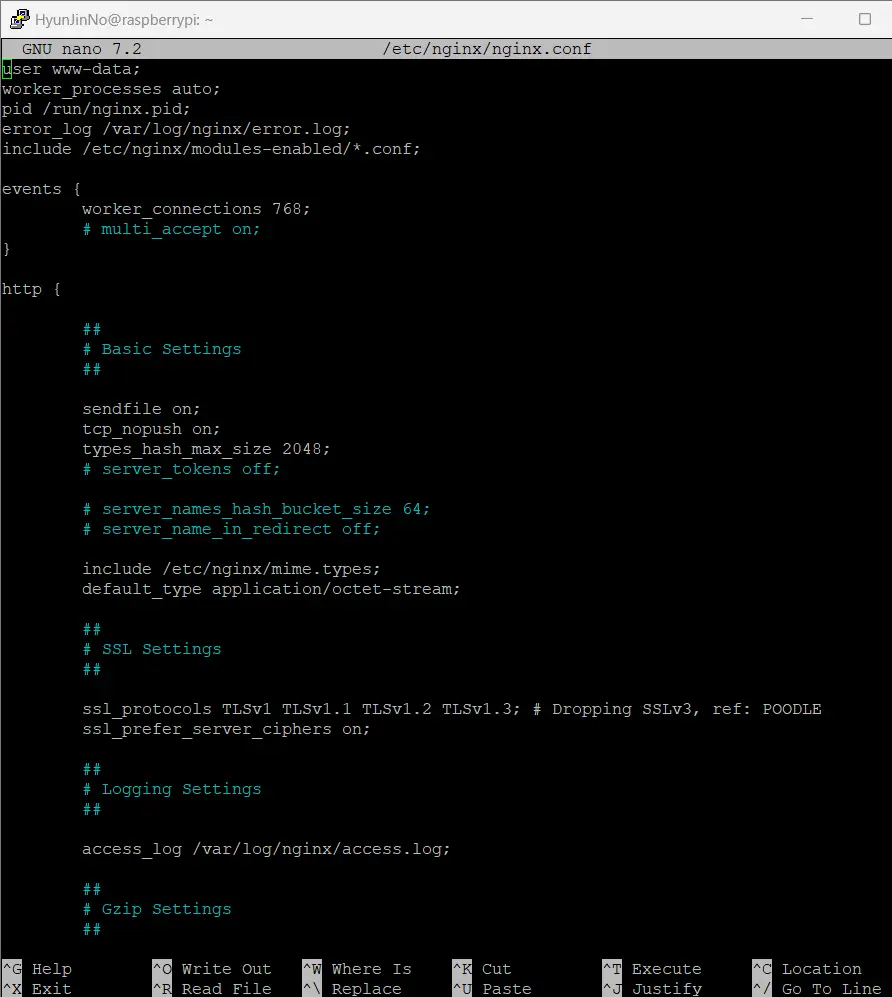 HyunJinNo@raspberrypi: ~
GNU nano 7.2 /etc/nginx/nginx.conf
user www-data;
worker_processes auto;
pid /run/nginx.pid;
error_log /var/log/nginx/error.log;
include /etc/nginx/modules-enabled/*.conf;

events {
        worker_connections 768;
        # multi_accept on;
}

http {

        ##
        # Basic Settings
        ##

        sendfile on;
        tcp_nopush on;
        types_hash_max_size 2048;
        # server_tokens off;

        # server_names_hash_bucket_size 64;
        # server_name_in_redirect off;

        include /etc/nginx/mime.types;
        default_type application/octet-stream;

        ##
        # SSL Settings
        ##

        ssl_protocols TLSv1 TLSv1.1 TLSv1.2 TLSv1.3; # Dropping SSLv3, ref: POODLE
        ssl_prefer_server_ciphers on;

        ##
        # Logging Settings
        ##

        access_log /var/log/nginx/access.log;

        ##
        # Gzip Settings
        ##

^G Help ^O Write Out ^W Where Is ^K Cut ^T Execute ^C Location
^X Exit ^R Read File ^\ Replace ^U Paste ^J Justify ^/ Go To Line